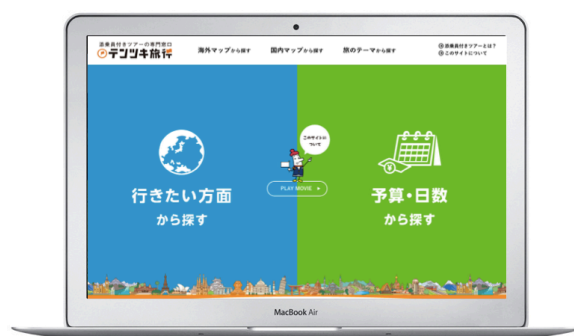 添乗員付きツアーの専門窓口
テンツキ旅行
海外マップから探す
国内マップから探す
旅のテーマから探す
添乗員付きツアーとは?
このサイトについて
このサイトに
ついて
行きたい方面
から探す
PLAY MOVIE
予算・日数
から探す
MacBook Air